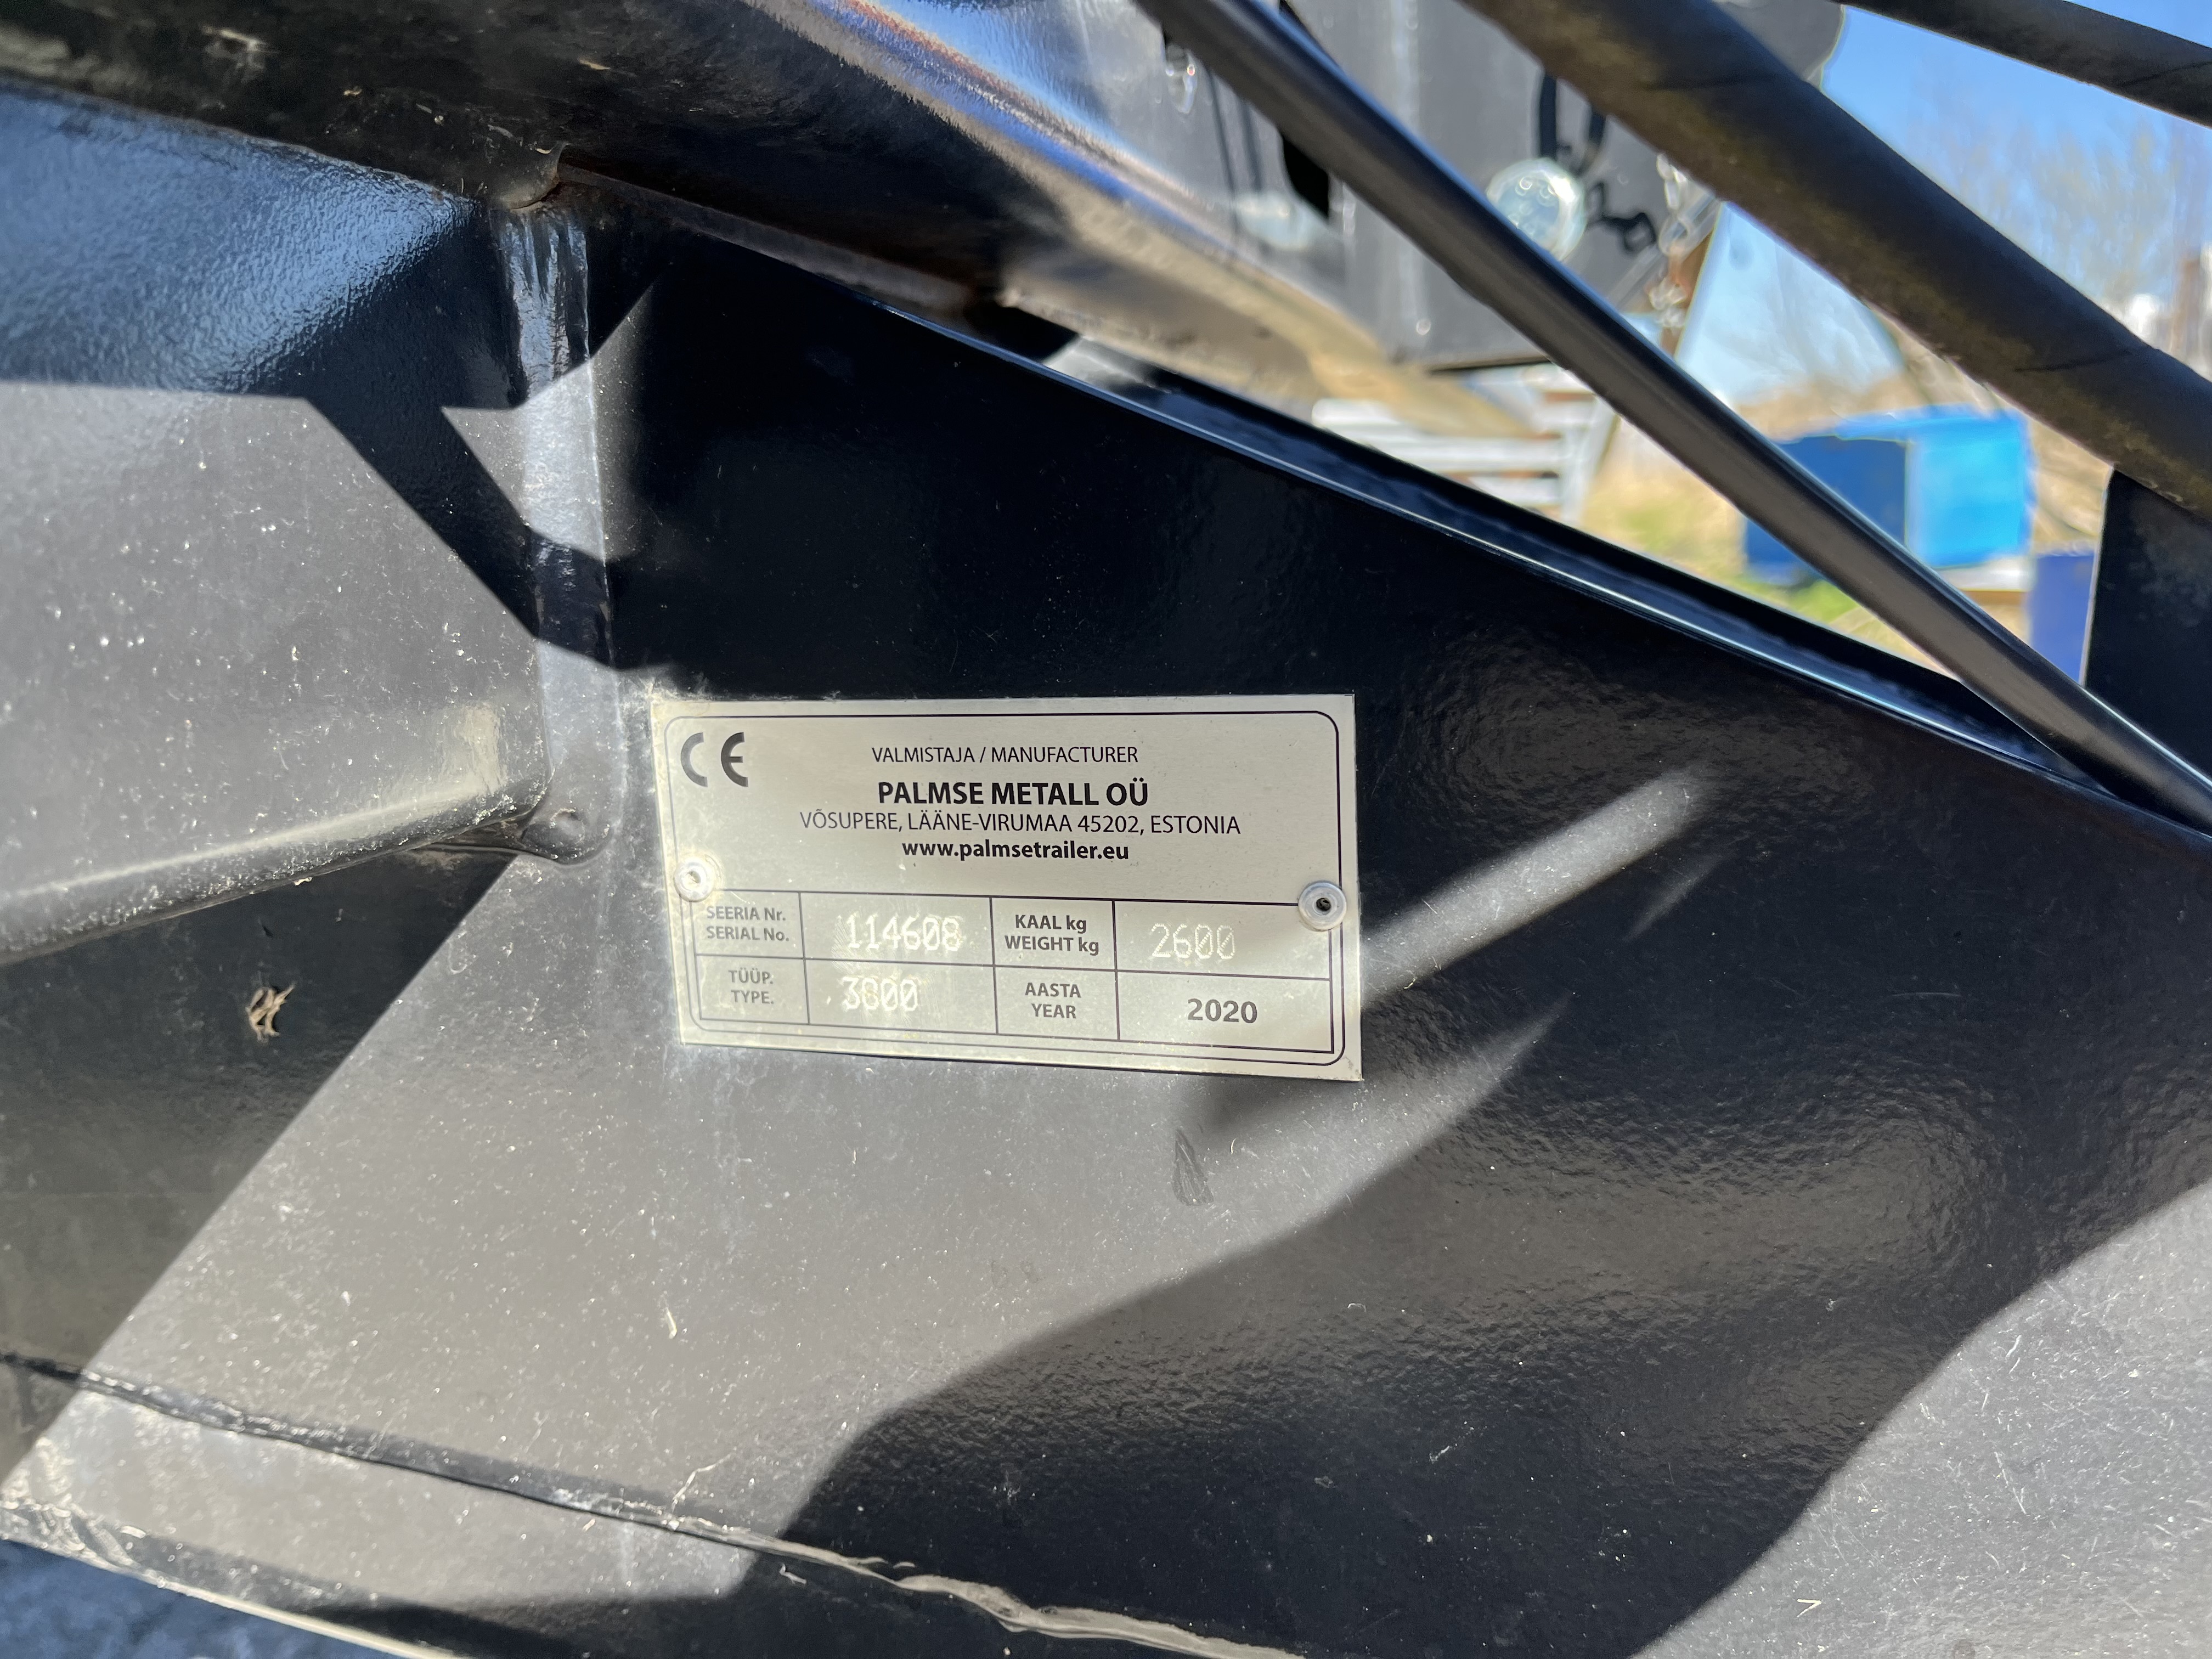 CE
VALMISTAJA / MANUFACTURER
PALMSE METALL OÜ
VÕSUPERE, LÄÄNE-VIRUMAA 45202, ESTONIA
www.palmsetrailer.eu
SEERIA Nr.
SERIAL No.
114608
KAAL kg
WEIGHT kg
2600
TÜÜP.
TYPE.
3800
AASTA
YEAR
2020